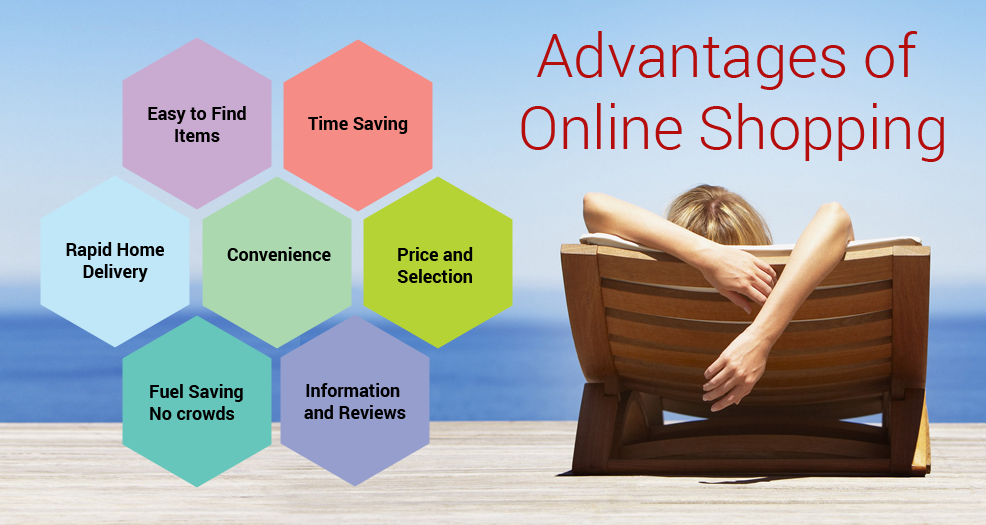 Advantages of
Online Shopping
Easy to Find
Items
Time Saving
Rapid Home
Delivery
Convenience
Price and
Selection
Fuel Saving
No crowds
Information
and Reviews